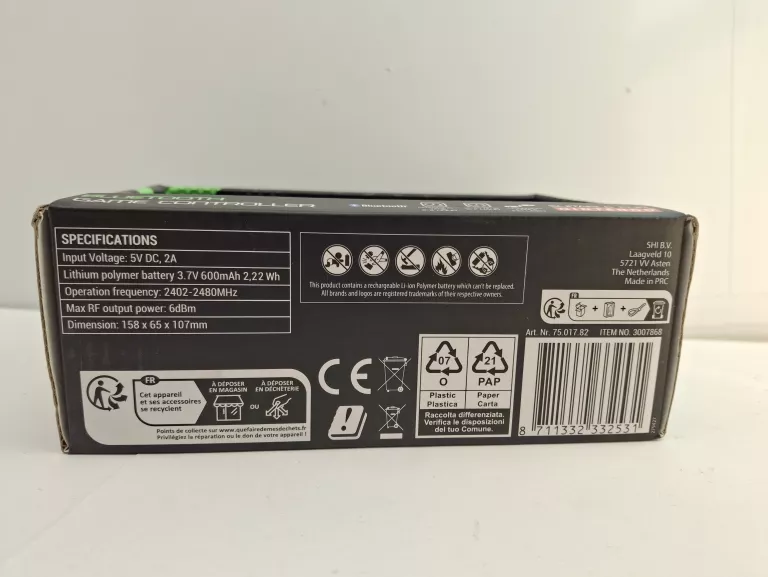 BLUETOOTH
GAME CONTROLLER
Bluetooth
SPECIFICATIONS
Input Voltage: 5V DC, 2A
Lithium polymer battery 3.7V 600mAh 2,22 Wh
Operation frequency: 2402-2480MHz
Max RF output power: 6dBm
Dimension: 158 x 65 x 107mm
This product contains a rechargeable Li-ion Polymer battery which can't be replaced.
All brands and logos are registered trademarks of their respective owners.
SHI B.V.
Laagveld 10
5721 VV Asten
The Netherlands
Made in PRC
FR
+ +
Art. Nr. 75.017.82 ITEM NO. 3007868
8 711332 332531
FR
Cet appareil
et ses accessoires
se recyclent
À DÉPOSER
EN MAGASIN
OU
À DÉPOSER
EN DÉCHÈTERIE
Points de collecte sur www.quefairedemesdechets.fr
Privilégiez la réparation ou le don de votre appareil !
CE
07
O
Plastic
Plastica
21
PAP
Paper
Carta
Raccolta differenziata.
Verifica le disposizioni
del tuo Comune.